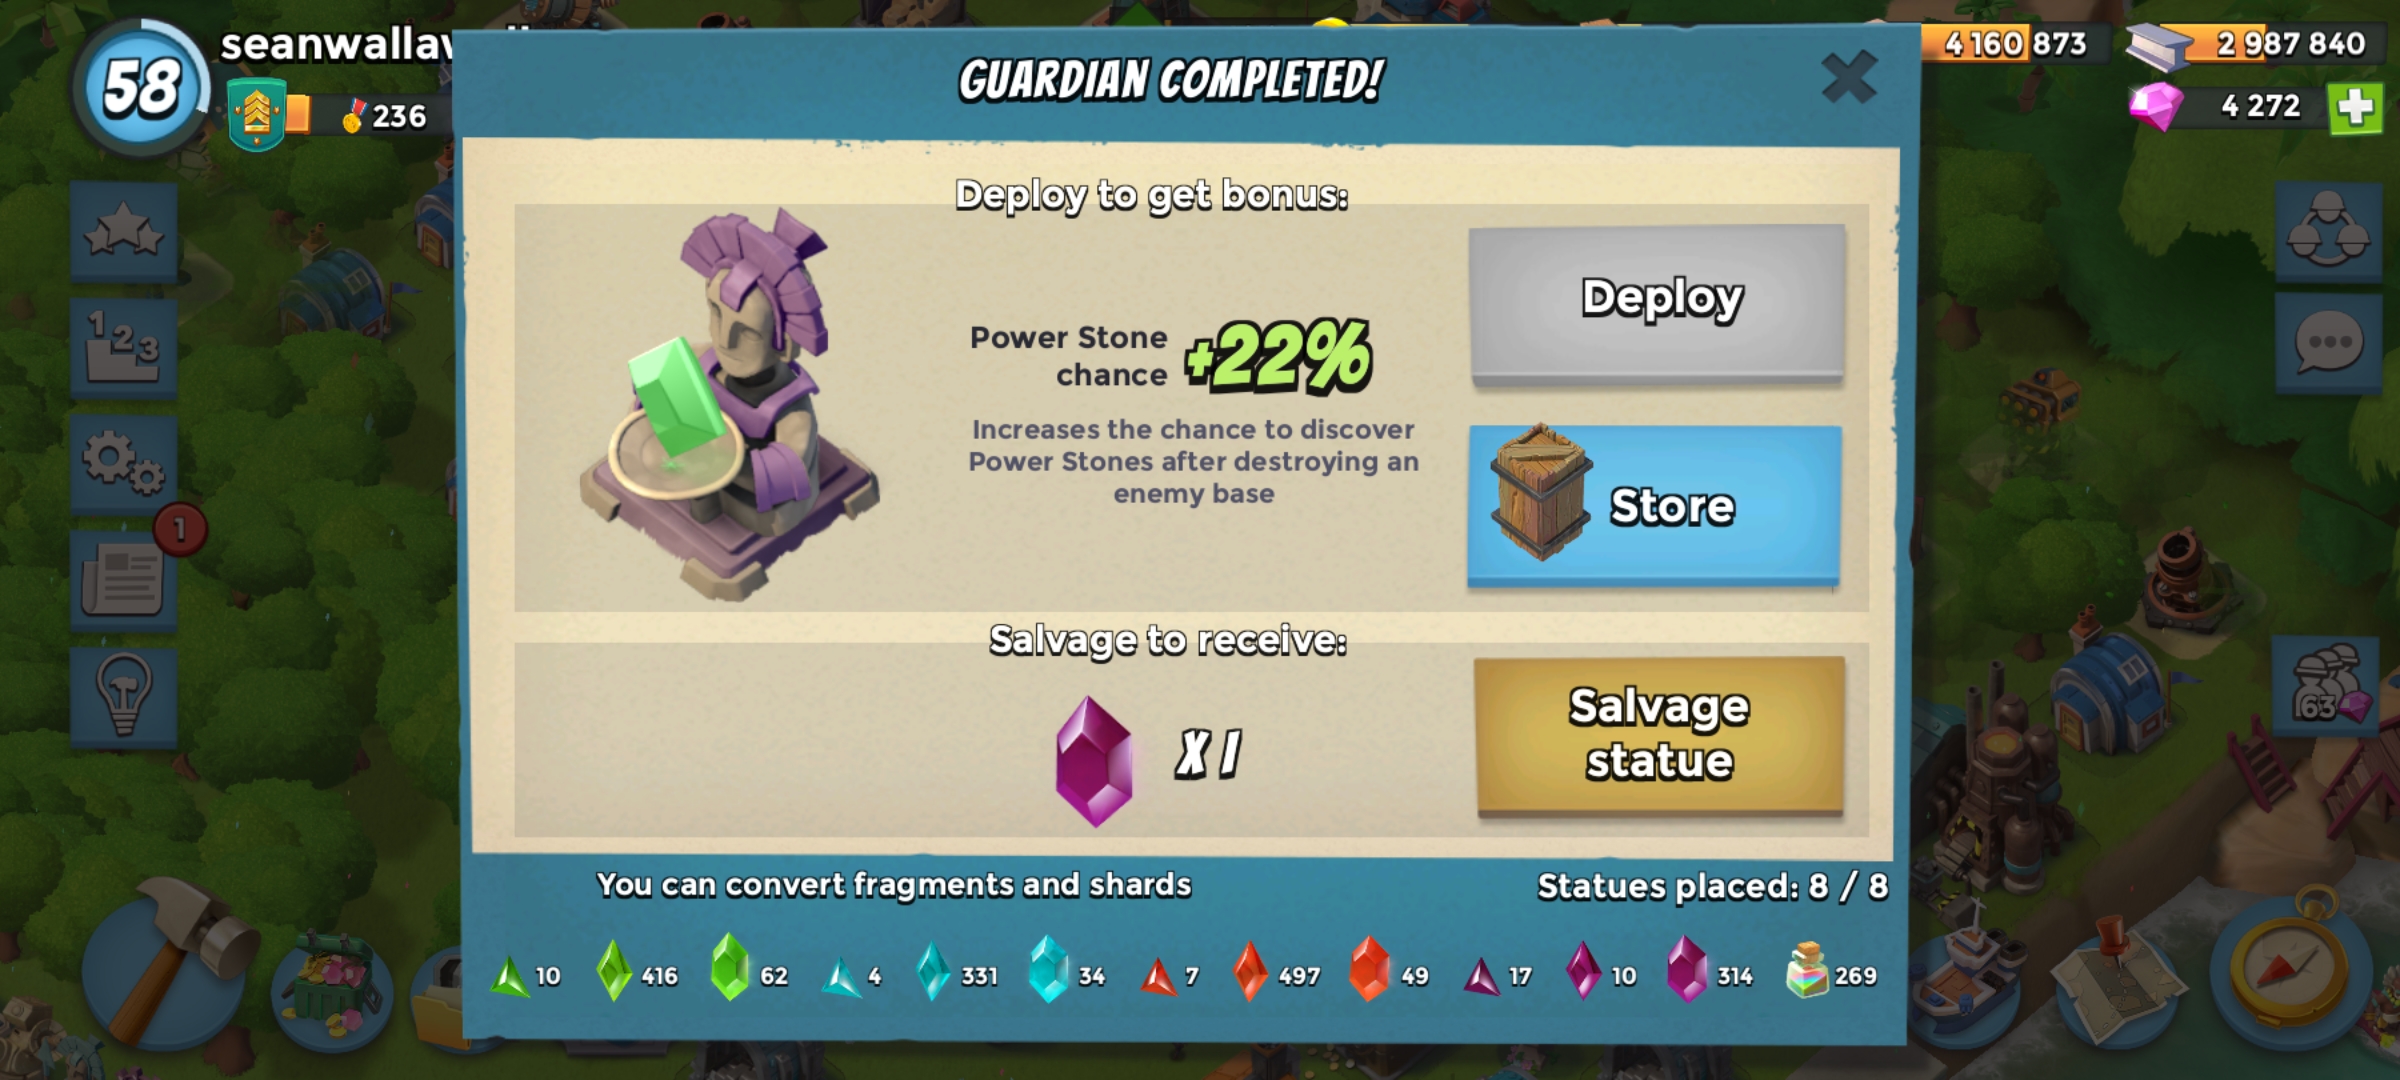 58
236
4 160 873
2 987 840
4 272
GUARDIAN COMPLETED!
Deploy to get bonus:
Power Stone
chance
+22%
Increases the chance to discover
Power Stones after destroying an
enemy base
Deploy
Store
Salvage to receive:
X 1
Salvage
statue
1 2 3
1
63
You can convert fragments and shards
Statues placed: 8 / 8
10 416 62 4 331 34 7 497 49 17 10 314 269